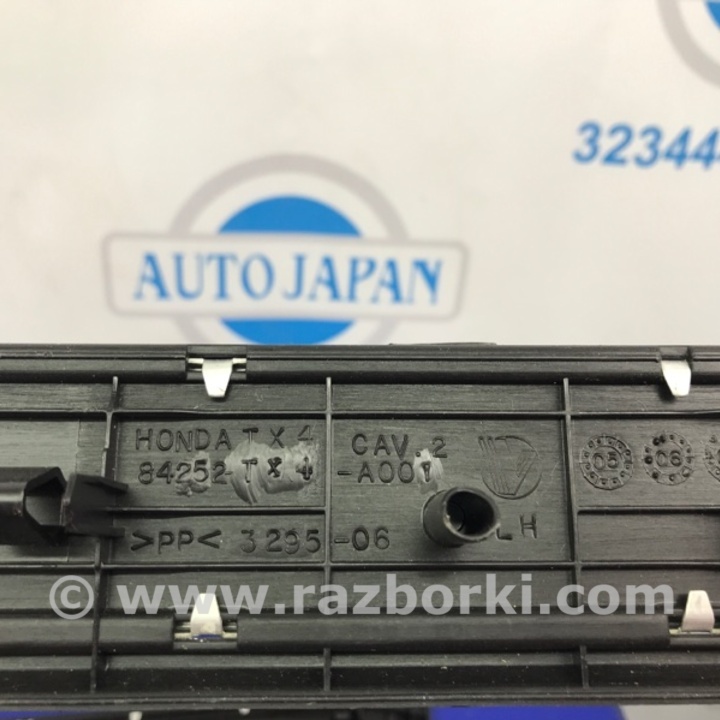 32344
AUTO JAPAN
HONDA TX4 CAV.2
84252-TX4 -A001
>PP< 3295-06 LH
05 06
© www.razborki.com